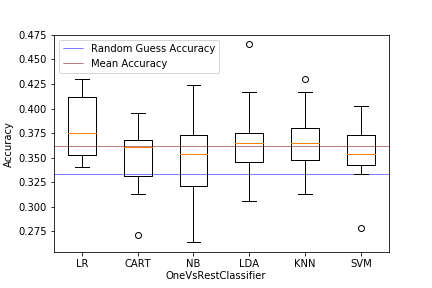 0.475
0.450
0.425
0.400
0.375
0.350
0.325
0.300
0.275
Accuracy
Random Guess Accuracy
Mean Accuracy
LR CART NB LDA KNN SVM
OneVsRestClassifier